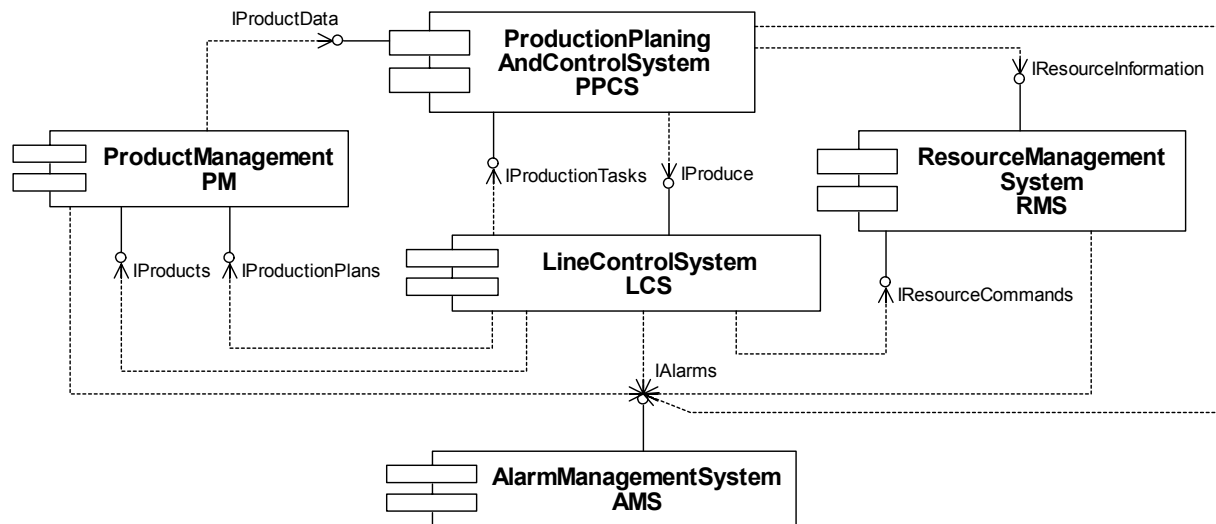 IProductData
ProductionPlaning
AndControlSystem
PPCS
IResourceInformation
ProductManagement
PM
IProductionTasks
IProduce
ResourceManagement
System
RMS
IProducts
IProductionPlans
LineControlSystem
LCS
IResourceCommands
IAlarms
AlarmManagementSystem
AMS